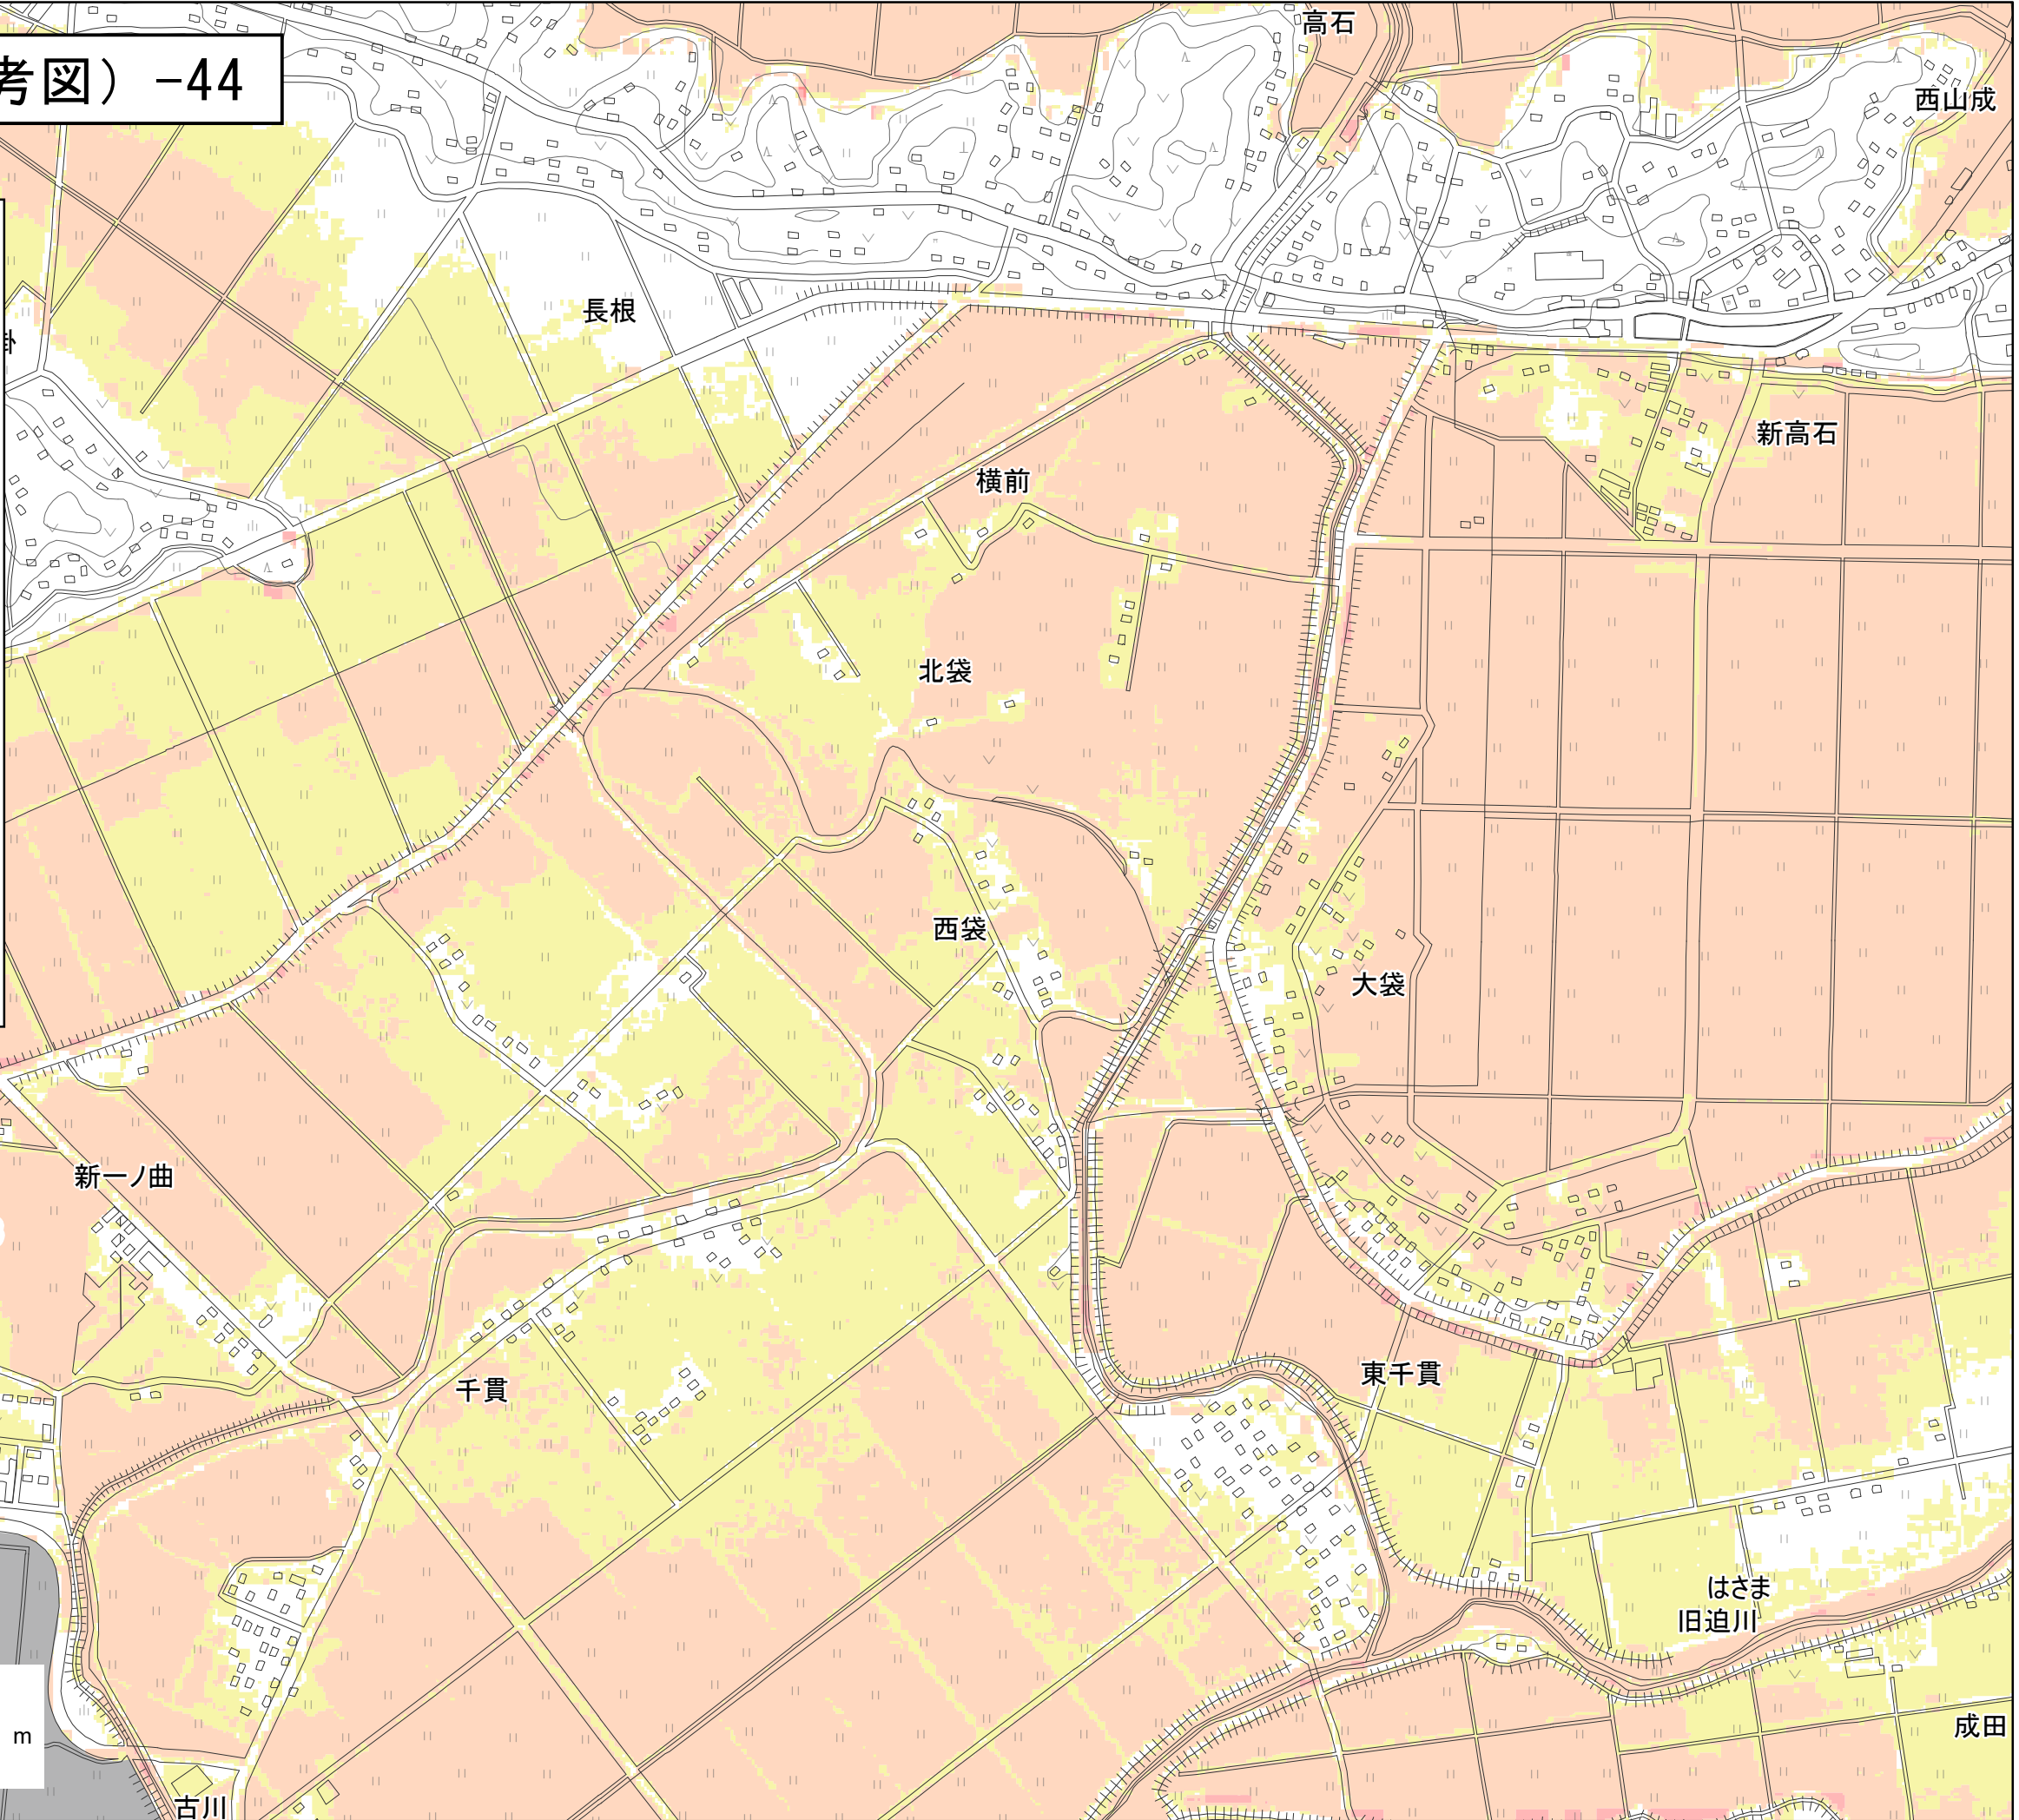 高石
考図）－44
西山成
長根
新高石
横前
北袋
西袋
大袋
新一ノ曲
東千貫
千貫
はさま
旧迫川
成田
m
古川